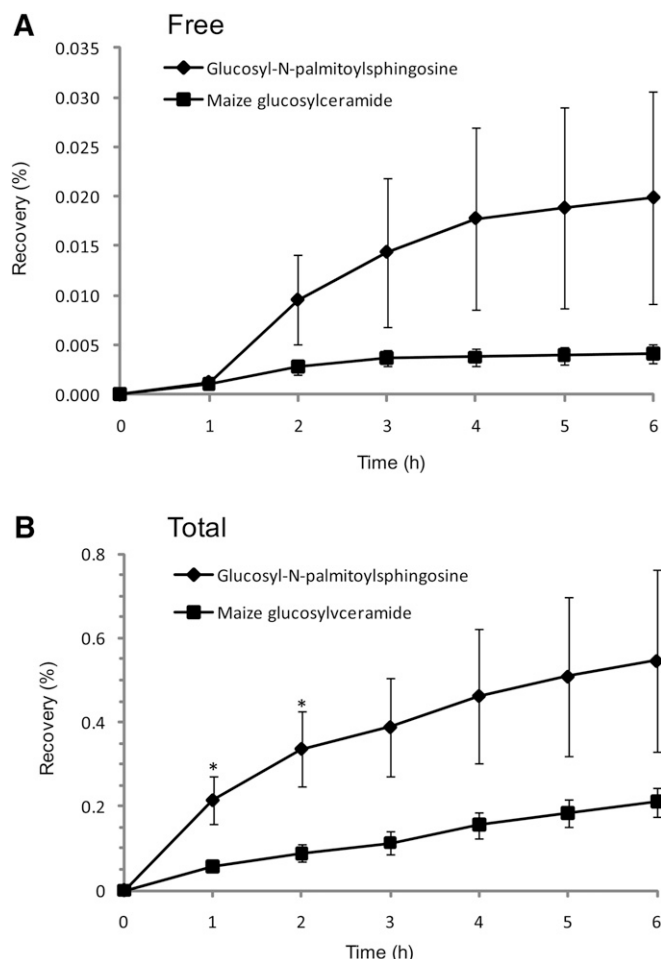 A
Free
Glucosyl-N-palmitoylsphingosine
Maize glucosylceramide
Recovery (%)
0.040
0.035
0.030
0.025
0.020
0.015
0.010
0.005
0.000
0 1 2 3 4 5 6
Time (h)
B
Total
Glucosyl-N-palmitoylsphingosine
Maize glucosylvceramide
Recovery (%)
0.8
0.6
0.4
0.2
0
* *
0 1 2 3 4 5 6
Time (h)